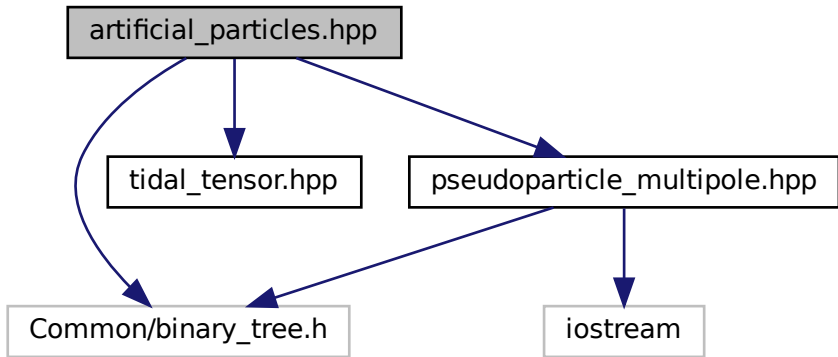 artificial_particles.hpp
tidal_tensor.hpp
pseudoparticle_multipole.hpp
Common/binary_tree.h
iostream